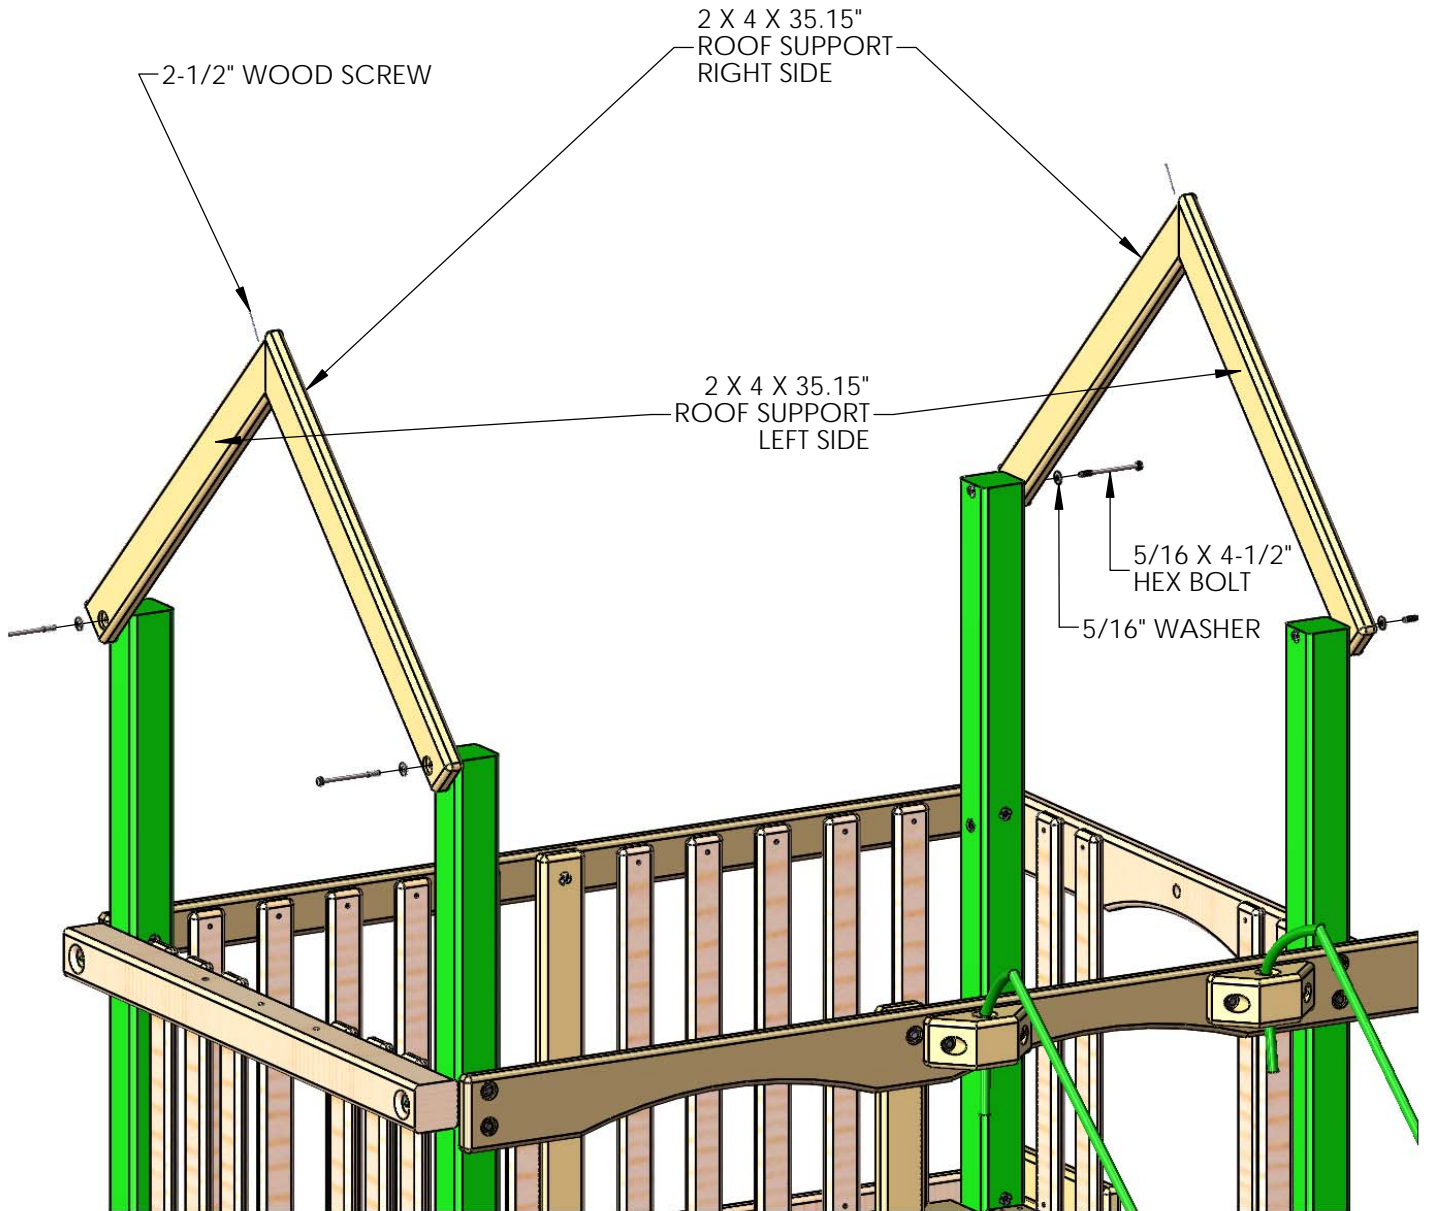 2 X 4 X 35.15"
ROOF SUPPORT
RIGHT SIDE
2-1/2" WOOD SCREW
2 X 4 X 35.15"
ROOF SUPPORT
LEFT SIDE
5/16 X 4-1/2"
HEX BOLT
5/16" WASHER